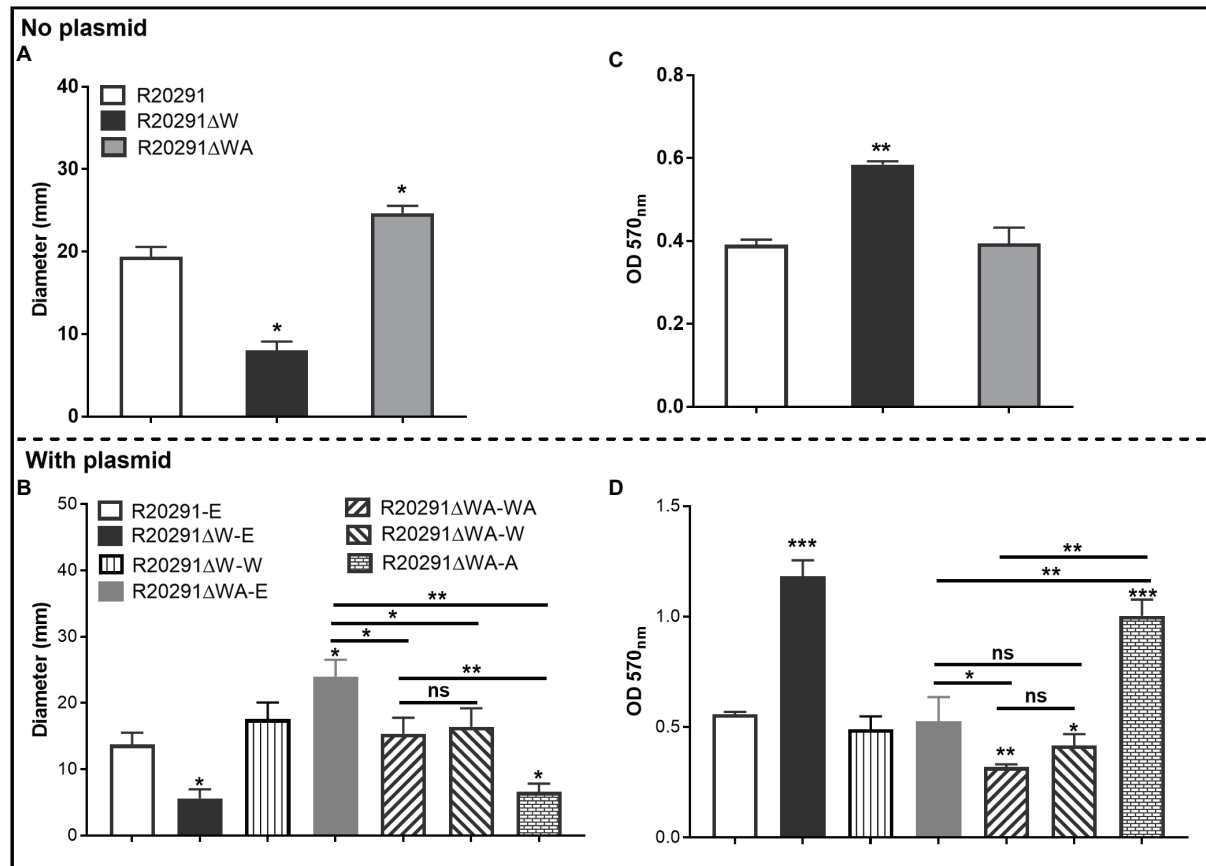 No plasmid
A
40
30
20
10
0
Diameter (mm)
R20291
R20291ΔW
R20291ΔWA
*
*
C
0.8
0.6
0.4
0.2
0.0
OD 570nm
**
With plasmid
B
50
40
30
20
10
0
Diameter (mm)
R20291-E
R20291ΔW-E
R20291ΔW-W
R20291ΔWA-E
R20291ΔWA-WA
R20291ΔWA-W
R20291ΔWA-A
**
*
*
*
**
ns
*
*
D
1.5
1.0
0.5
0.0
OD 570nm
***
**
**
***
ns
*
ns
**
*